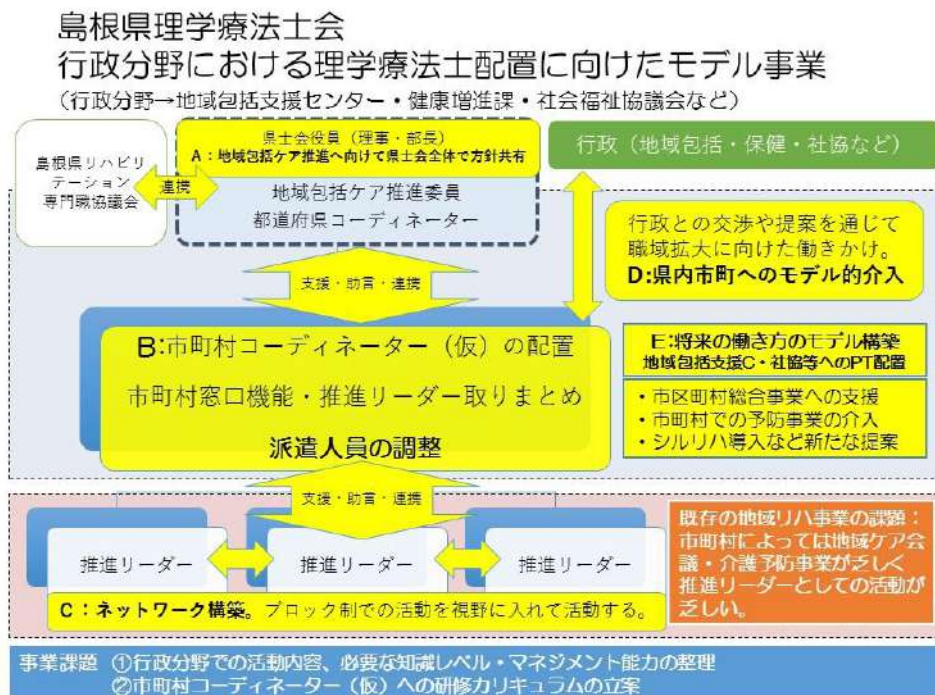 島根県理学療法士会
行政分野における理学療法士配置に向けたモデル事業
（行政分野→地域包括支援センター・健康増進課・社会福祉協議会など）
島根県リハビリ
テーション
専門職協議会
連携
県士会役員（理事・部長）
A：地域包括ケア推進へ向けて県士会全体で方針共有
地域包括ケア推進委員
都道府県コーディネーター
行政（地域包括・保健・社協など）
行政との交渉や提案を通じて
職域拡大に向けた働きかけ。
D:県内市町へのモデル的介入
支援・助言・連携
B:市町村コーディネーター（仮）の配置
市町村窓口機能・推進リーダー取りまとめ
派遣人員の調整
E:将来の働き方のモデル構築
地域包括支援C・社協等へのPT配置
・市区町村総合事業への支援
・市町村での予防事業の介入
・シルリハ導入など新たな提案
支援・助言・連携
推進リーダー
推進リーダー
推進リーダー
C：ネットワーク構築。ブロック制での活動を視野に入れて活動する。
既存の地域リハ事業の課題：
市町村によっては地域ケア会
議・介護予防事業が乏しく
推進リーダーとしての活動が
乏しい。
事業課題 ①行政分野での活動内容、必要な知識レベル・マネジメント能力の整理
②市町村コーディネーター（仮）への研修カリキュラムの立案